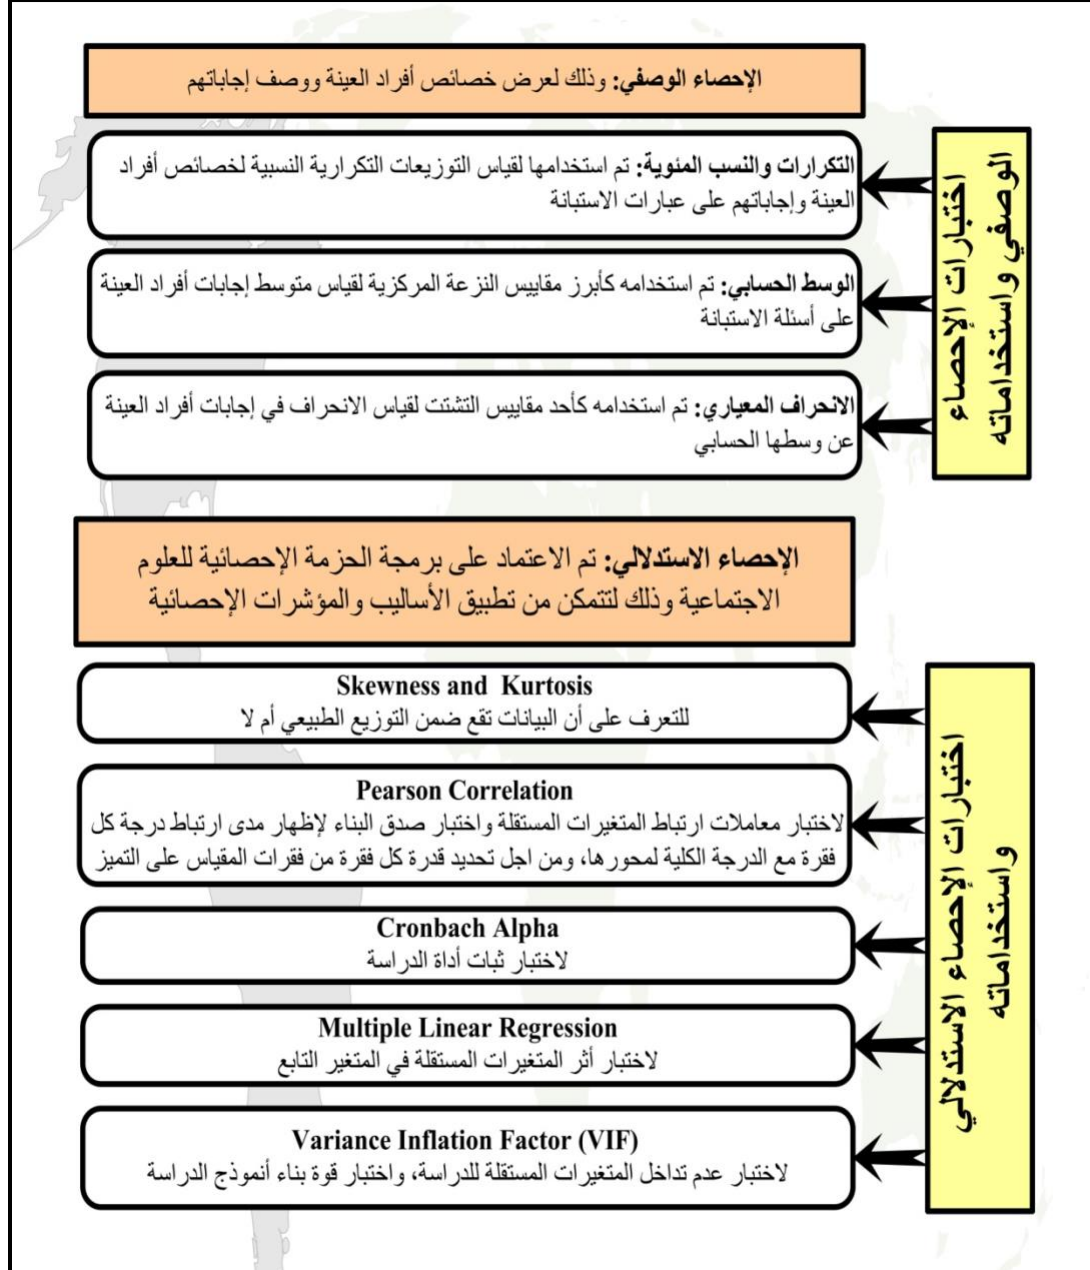 الإحصاء الوصفي: وذلك لعرض خصائص أفراد العينة ووصف إجاباتهم
اختبارات الإحصاء
الوصفي واستخداماته
التكرارات والنسب المئوية: تم استخدامها لقياس التوزيعات التكرارية النسبية لخصائص أفراد
العينة وإجاباتهم على عبارات الاستبانة
الوسط الحسابي: تم استخدامه كأبرز مقاييس النزعة المركزية لقياس متوسط إجابات أفراد العينة
على أسئلة الاستبانة
الانحراف المعياري: تم استخدامه كأحد مقاييس التشتت لقياس الانحراف في إجابات أفراد العينة
عن وسطها الحسابي
الإحصاء الاستدلالي: تم الاعتماد على برمجة الحزمة الإحصائية للعلوم
الاجتماعية وذلك لتتمكن من تطبيق الأساليب والمؤشرات الإحصائية
اختبارات الإحصاء الاستدلالي
واستخداماته
Skewness and Kurtosis
للتعرف على أن البيانات تقع ضمن التوزيع الطبيعي أم لا
Pearson Correlation
لاختبار معاملات ارتباط المتغيرات المستقلة واختبار صدق البناء لإظهار مدى ارتباط درجة كل
فقرة مع الدرجة الكلية لمحورها، ومن اجل تحديد قدرة كل فقرة من فقرات المقياس على التميز
Cronbach Alpha
لاختبار ثبات أداة الدراسة
Multiple Linear Regression
لاختبار أثر المتغيرات المستقلة في المتغير التابع
Variance Inflation Factor (VIF)
لاختبار عدم تداخل المتغيرات المستقلة للدراسة، واختبار قوة بناء أنموذج الدراسة